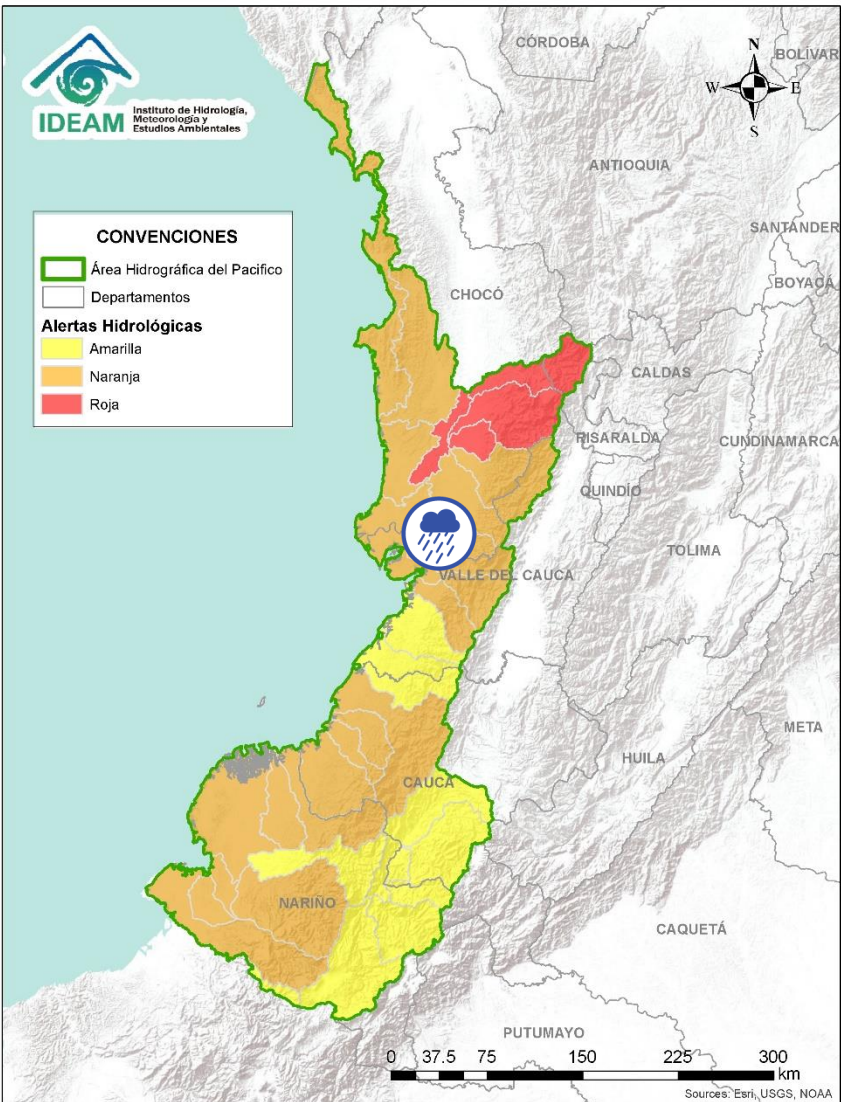 IDEAM
Instituto de Hidrología,
Meteorología y
Estudios Ambientales
CÓRDOBA
N
BOLIVAR
W
E
S
ANTIOQUIA
SANTANDER
CONVENCIONES
Área Hidrográfica del Pacifico
Departamentos
Alertas Hidrológicas
Amarilla
Naranja
Roja
BOYACÁ
CHOCÓ
CALDAS
RISARALDA
CUNDINAMARCA
QUINDÍO
TOLIMA
VALLE DEL CAUCA
META
HUILA
CAUCA
NARIÑO
CAQUETÁ
PUTUMAYO
0 37.5 75 150 225 300
km
Sources: Esri, USGS, NOAA